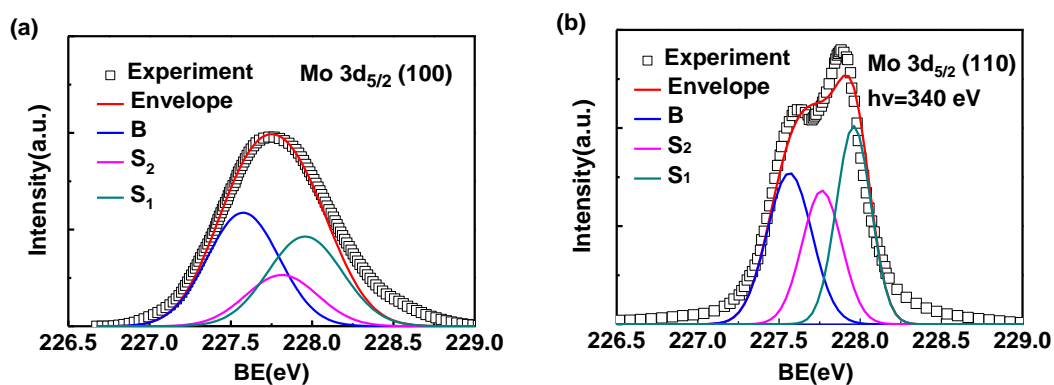 (a)
Experiment
Mo 3d5/2 (100)
Envelope
B
S2
S1
Intensity(a.u.)
226.5 227.0 227.5 228.0 228.5 229.0
BE(eV)
(b)
Experiment
Mo 3d5/2 (110)
Envelope
hv=340 eV
B
S2
S1
Intensity(a.u.)
226.5 227.0 227.5 228.0 228.5 229.0
BE(eV)